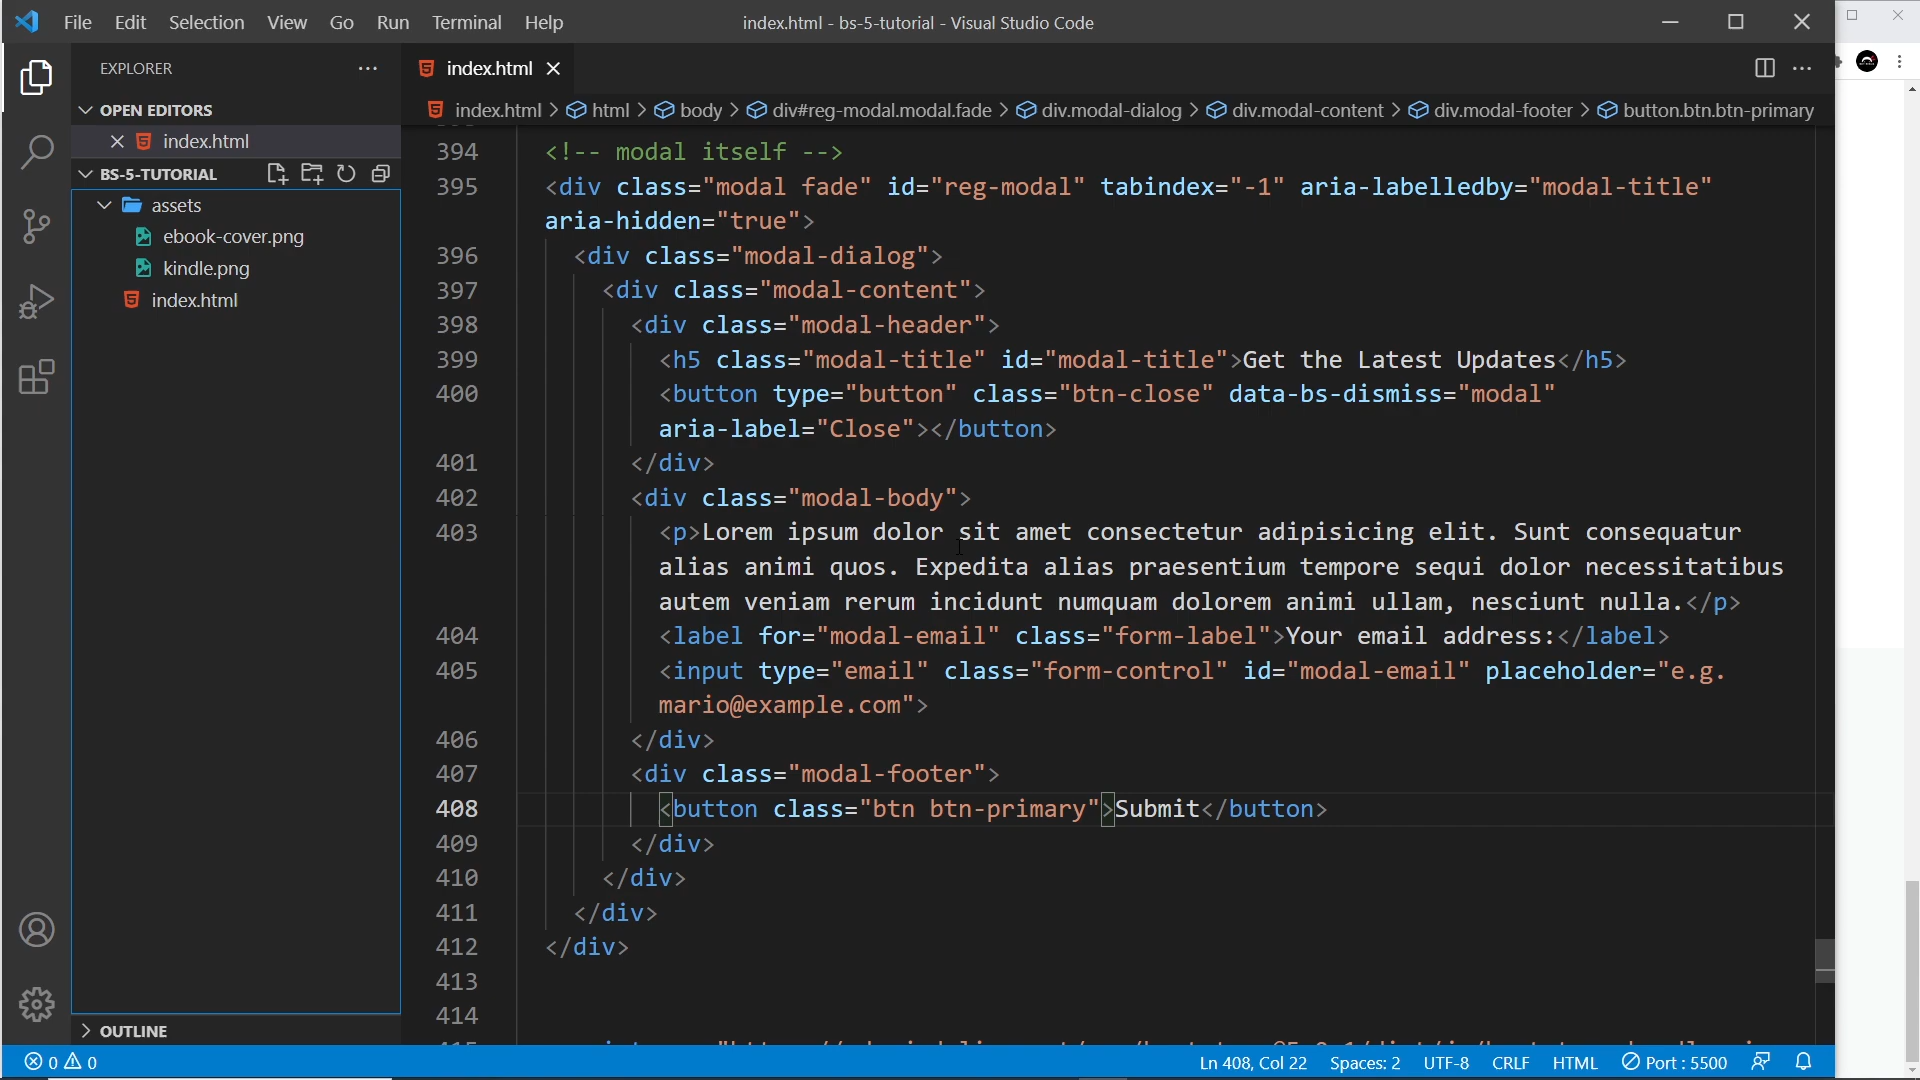 File Edit Selection View Go Run Terminal Help
index.html - bs-5-tutorial - Visual Studio Code
EXPLORER
OPEN EDITORS
index.html
BS-5-TUTORIAL
assets
ebook-cover.png
kindle.png
index.html
OUTLINE
index.html
index.html > html > body > div#reg-modal.modal.fade > div.modal-dialog > div.modal-content > div.modal-footer > button.btn.btn-primary
394 <!-- modal itself -->
395 <div class="modal fade" id="reg-modal" tabindex="-1" aria-labelledby="modal-title"
aria-hidden="true">
396 <div class="modal-dialog">
397 <div class="modal-content">
398 <div class="modal-header">
399 <h5 class="modal-title" id="modal-title">Get the Latest Updates</h5>
400 <button type="button" class="btn-close" data-bs-dismiss="modal"
aria-label="Close"></button>
401 </div>
402 <div class="modal-body">
403 <p>Lorem ipsum dolor sit amet consectetur adipisicing elit. Sunt consequatur
alias animi quos. Expedita alias praesentium tempore sequi dolor necessitatibus
autem veniam rerum incidunt numquam dolorem animi ullam, nesciunt nulla.</p>
404 <label for="modal-email" class="form-label">Your email address:</label>
405 <input type="email" class="form-control" id="modal-email" placeholder="e.g.
mario@example.com">
406 </div>
407 <div class="modal-footer">
408 <button class="btn btn-primary">Submit</button>
409 </div>
410 </div>
411 </div>
412 </div>
413
414
0 0
Ln 408, Col 22 Spaces: 2 UTF-8 CRLF HTML Port : 5500